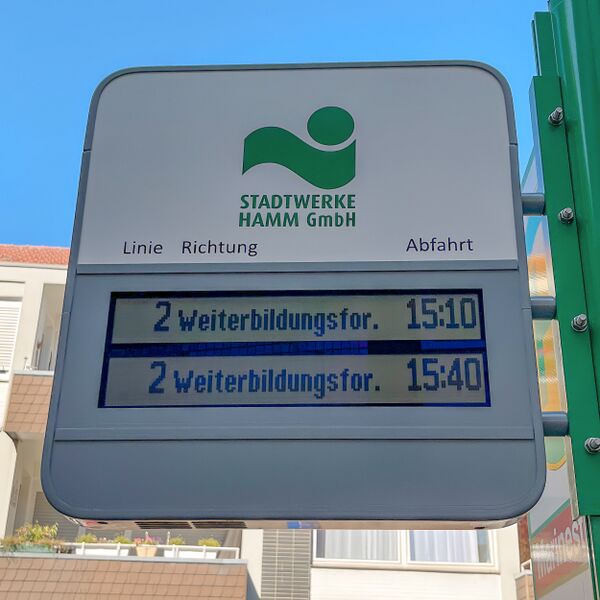 STADTWERKE
HAMM GmbH
Linie Richtung Abfahrt
2 Weiterbildungsfor. 15:10
2 Weiterbildungsfor. 15:40